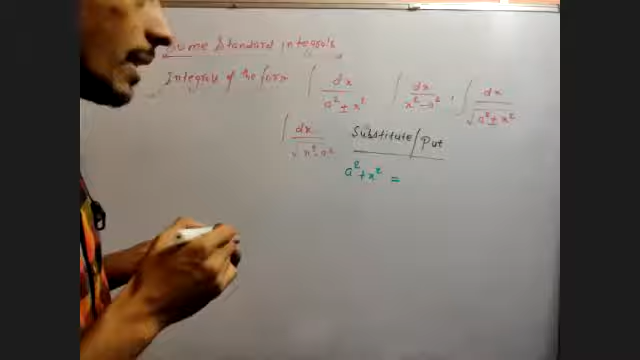 Some Standard integrals
Integrals of the form ∫ dx / a² ± x² ∫ dx / x² - a² , ∫ dx / √a² ± x²
∫ dx / √x² - a² Substitute / Put
a² + x² =